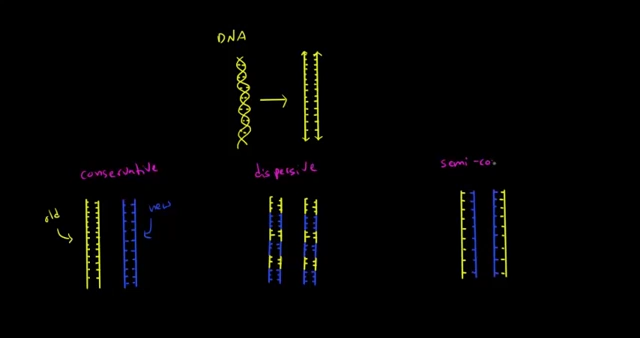 DNA
conservative
dispersive
semi-co
old
new